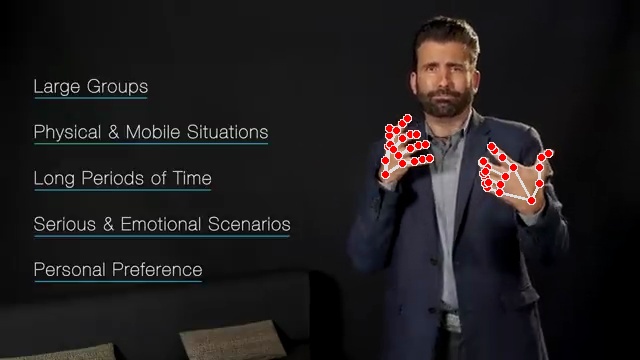 Large Groups
Physical & Mobile Situations
Long Periods of Time
Serious & Emotional Scenarios
Personal Preference